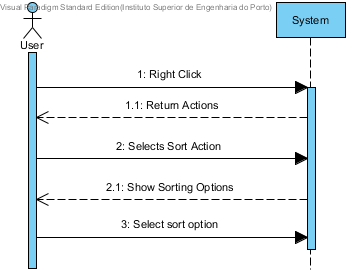 Visual Paradigm Standard Edition(Instituto Superior de Engenharia do Porto)
System
User
1: Right Click
1.1: Return Actions
2: Selects Sort Action
2.1: Show Sorting Options
3: Select sort option